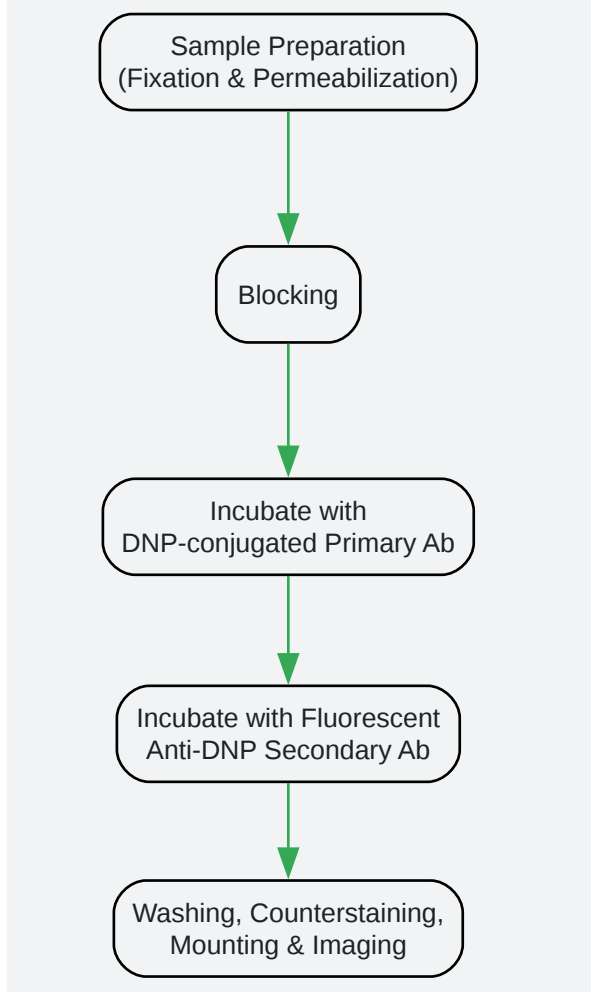 Sample Preparation
(Fixation & Permeabilization)
Blocking
Incubate with
DNP-conjugated Primary Ab
Incubate with Fluorescent
Anti-DNP Secondary Ab
Washing, Counterstaining,
Mounting & Imaging